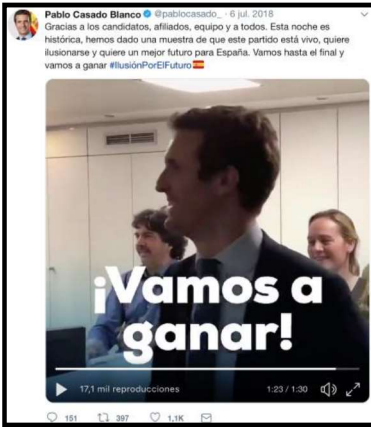 Pablo Casado Blanco @pablocasado_ · 6 jul. 2018
Gracias a los candidatos, afiliados, equipo y a todos. Esta noche es
histórica, hemos dado una muestra de que este partido está vivo, quiere
ilusionarse y quiere un mejor futuro para España. Vamos hasta el final y
vamos a ganar #IlusiónPorElFuturo
¡Vamos a
ganar!
17,1 mil reproducciones 1:23 / 1:30
151 397 1,1K